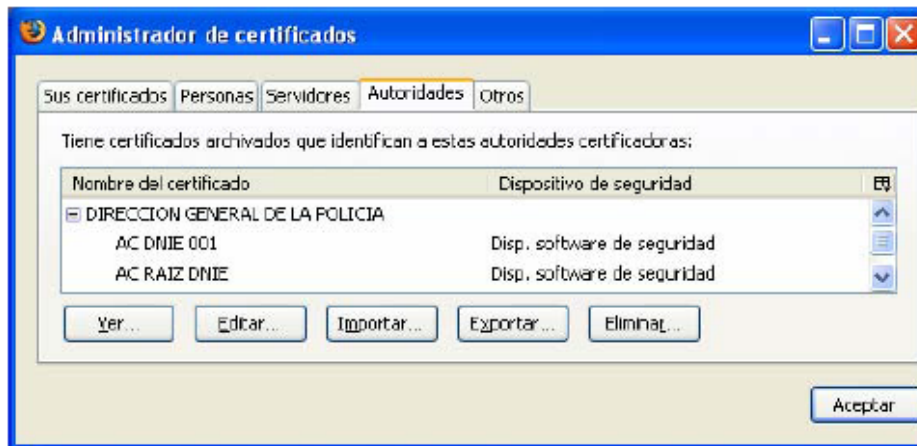 Administrador de certificados
Sus certificados Personas Servidores Autoridades Otros
Tiene certificados archivados que identifican a estas autoridades certificadoras:
Nombre del certificado Dispositivo de seguridad
DIRECCION GENERAL DE LA POLICIA
AC DNIE 001 Disp. software de seguridad
AC RAIZ DNIE Disp. software de seguridad
Ver... Editar... Importar... Exportar... Eliminar...
Aceptar